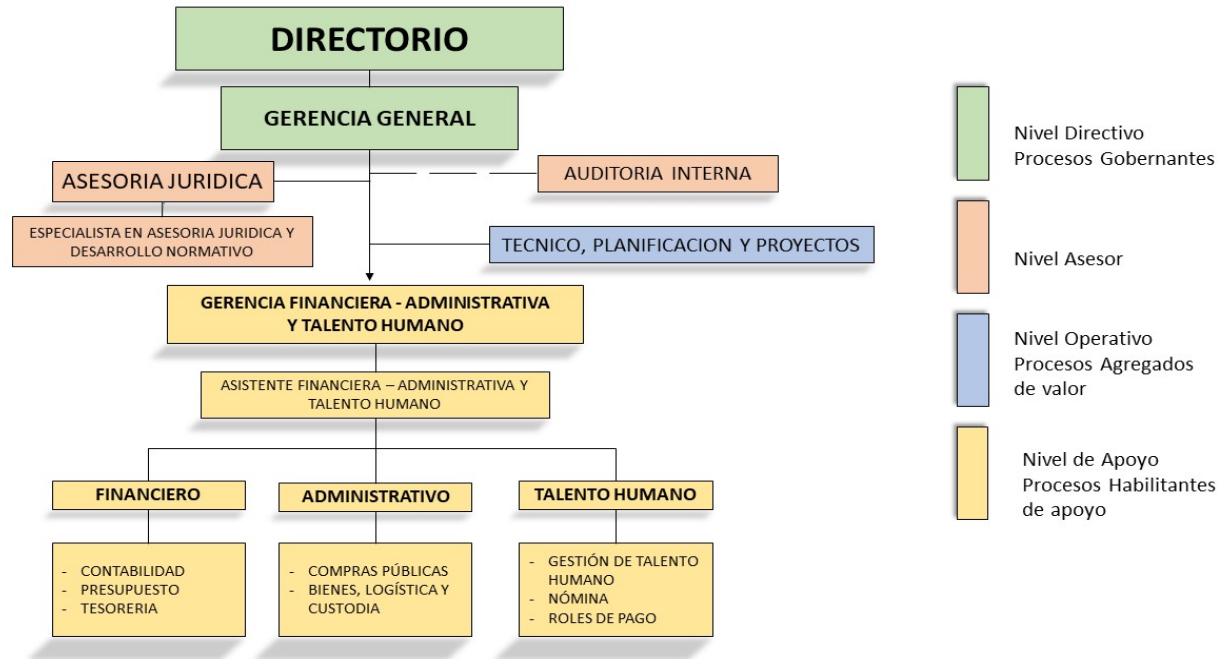 DIRECTORIO
GERENCIA GENERAL
ASESORIA JURIDICA
AUDITORIA INTERNA
ESPECIALISTA EN ASESORIA JURIDICA Y
DESARROLLO NORMATIVO
TECNICO, PLANIFICACION Y PROYECTOS
GERENCIA FINANCIERA - ADMINISTRATIVA
Y TALENTO HUMANO
ASISTENTE FINANCIERA – ADMINISTRATIVA Y
TALENTO HUMANO
FINANCIERO
- CONTABILIDAD
- PRESUPUESTO
- TESORERIA
ADMINISTRATIVO
- COMPRAS PÚBLICAS
- BIENES, LOGÍSTICA Y
CUSTODIA
TALENTO HUMANO
- GESTIÓN DE TALENTO
HUMANO
- NÓMINA
- ROLES DE PAGO
Nivel Directivo
Procesos Gobernantes
Nivel Asesor
Nivel Operativo
Procesos Agregados
de valor
Nivel de Apoyo
Procesos Habilitantes
de apoyo